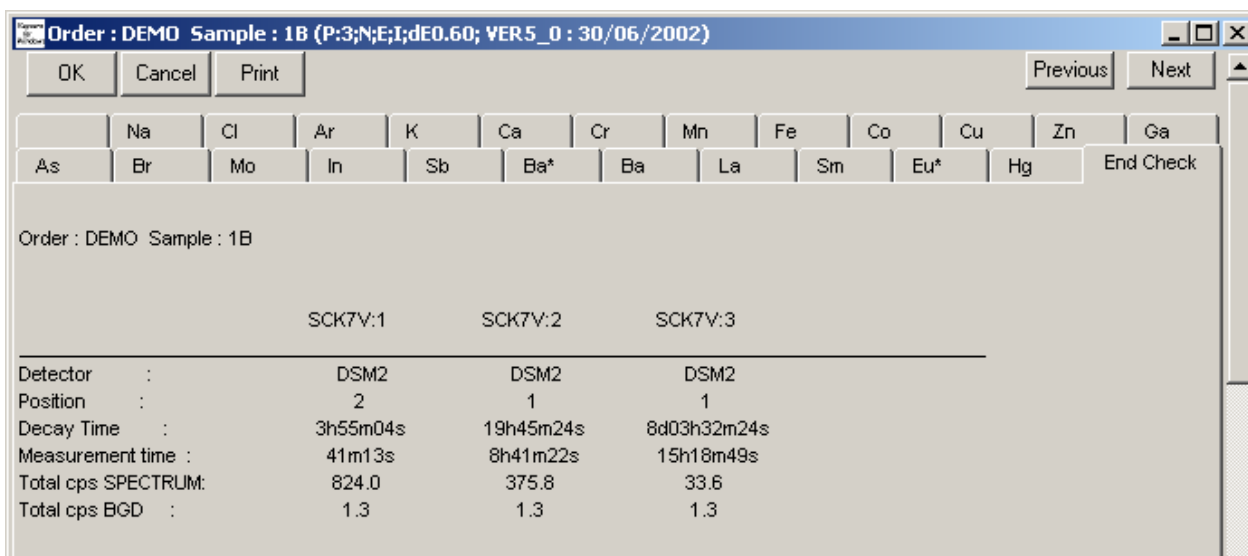 Order : DEMO Sample : 1B (P:3;N;E;I;dE0.60; VER5_0 : 30/06/2002)
OK Cancel Print Previous Next
Na Cl Ar K Ca Cr Mn Fe Co Cu Zn Ga
As Br Mo In Sb Ba* Ba La Sm Eu* Hg End Check
Order : DEMO Sample : 1B
SCK7V:1 SCK7V:2 SCK7V:3
Detector : DSM2 DSM2 DSM2
Position : 2 1 1
Decay Time : 3h55m04s 19h45m24s 8d03h32m24s
Measurement time : 41m13s 8h41m22s 15h18m49s
Total cps SPECTRUM: 824.0 375.8 33.6
Total cps BGD : 1.3 1.3 1.3